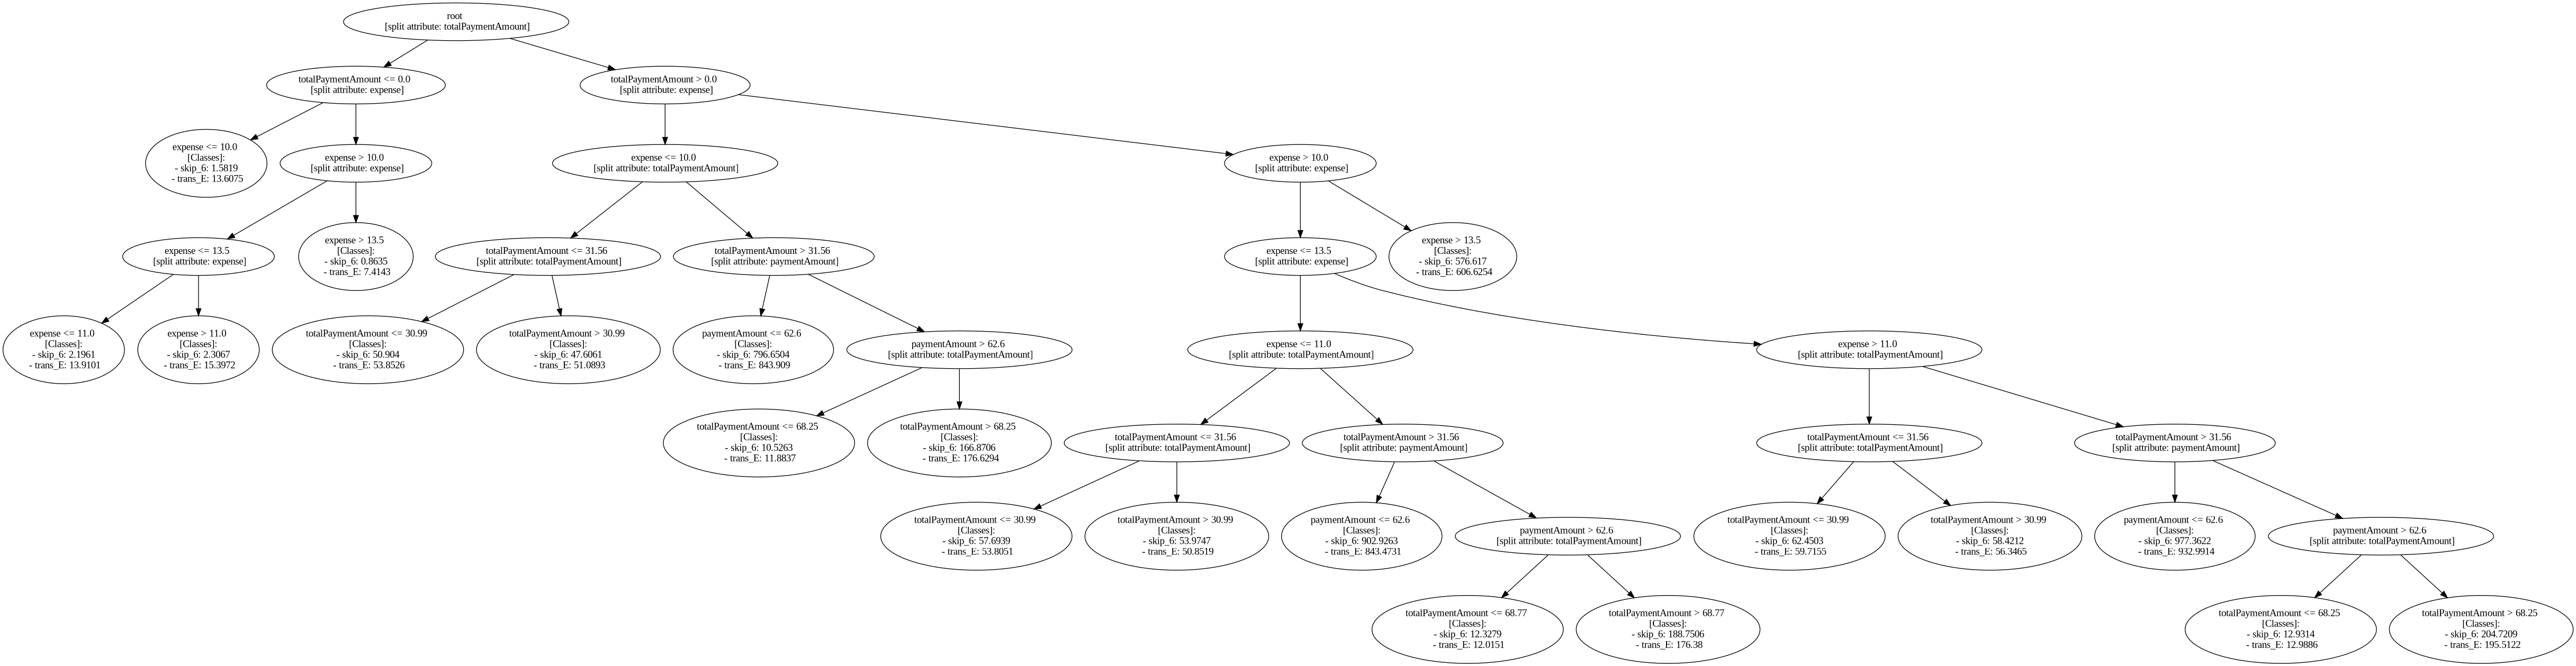 root
[split attribute: totalPaymentAmount]
totalPaymentAmount <= 0.0
[split attribute: expense]
totalPaymentAmount > 0.0
[split attribute: expense]
expense <= 10.0
[Classes]:
- skip_6: 1.5819
- trans_E: 13.6075
expense > 10.0
[split attribute: expense]
expense <= 10.0
[split attribute: totalPaymentAmount]
expense > 10.0
[split attribute: expense]
expense <= 13.5
[split attribute: expense]
expense > 13.5
[Classes]:
- skip_6: 0.8635
- trans_E: 7.4143
totalPaymentAmount <= 31.56
[split attribute: totalPaymentAmount]
totalPaymentAmount > 31.56
[split attribute: paymentAmount]
expense <= 13.5
[split attribute: expense]
expense > 13.5
[Classes]:
- skip_6: 576.617
- trans_E: 606.6254
expense <= 11.0
[Classes]:
- skip_6: 2.1961
- trans_E: 13.9101
expense > 11.0
[Classes]:
- skip_6: 2.3067
- trans_E: 15.3972
totalPaymentAmount <= 30.99
[Classes]:
- skip_6: 50.904
- trans_E: 53.8526
totalPaymentAmount > 30.99
[Classes]:
- skip_6: 47.6061
- trans_E: 51.0893
paymentAmount <= 62.6
[Classes]:
- skip_6: 796.6504
- trans_E: 843.909
paymentAmount > 62.6
[split attribute: totalPaymentAmount]
expense <= 11.0
[split attribute: totalPaymentAmount]
expense > 11.0
[split attribute: totalPaymentAmount]
totalPaymentAmount <= 68.25
[Classes]:
- skip_6: 10.5263
- trans_E: 11.8837
totalPaymentAmount > 68.25
[Classes]:
- skip_6: 166.8706
- trans_E: 176.6294
totalPaymentAmount <= 31.56
[split attribute: totalPaymentAmount]
totalPaymentAmount > 31.56
[split attribute: paymentAmount]
totalPaymentAmount <= 31.56
[split attribute: totalPaymentAmount]
totalPaymentAmount > 31.56
[split attribute: paymentAmount]
totalPaymentAmount <= 30.99
[Classes]:
- skip_6: 57.6939
- trans_E: 53.8051
totalPaymentAmount > 30.99
[Classes]:
- skip_6: 53.9747
- trans_E: 50.8519
paymentAmount <= 62.6
[Classes]:
- skip_6: 902.9263
- trans_E: 843.4731
paymentAmount > 62.6
[split attribute: totalPaymentAmount]
totalPaymentAmount <= 30.99
[Classes]:
- skip_6: 62.4503
- trans_E: 59.7155
totalPaymentAmount > 30.99
[Classes]:
- skip_6: 58.4212
- trans_E: 56.3465
paymentAmount <= 62.6
[Classes]:
- skip_6: 977.3622
- trans_E: 932.9914
paymentAmount > 62.6
[split attribute: totalPaymentAmount]
totalPaymentAmount <= 68.77
[Classes]:
- skip_6: 12.3279
- trans_E: 12.0151
totalPaymentAmount > 68.77
[Classes]:
- skip_6: 188.7506
- trans_E: 176.38
totalPaymentAmount <= 68.25
[Classes]:
- skip_6: 12.9314
- trans_E: 12.9886
totalPaymentAmount > 68.25
[Classes]:
- skip_6: 204.7209
- trans_E: 195.5122